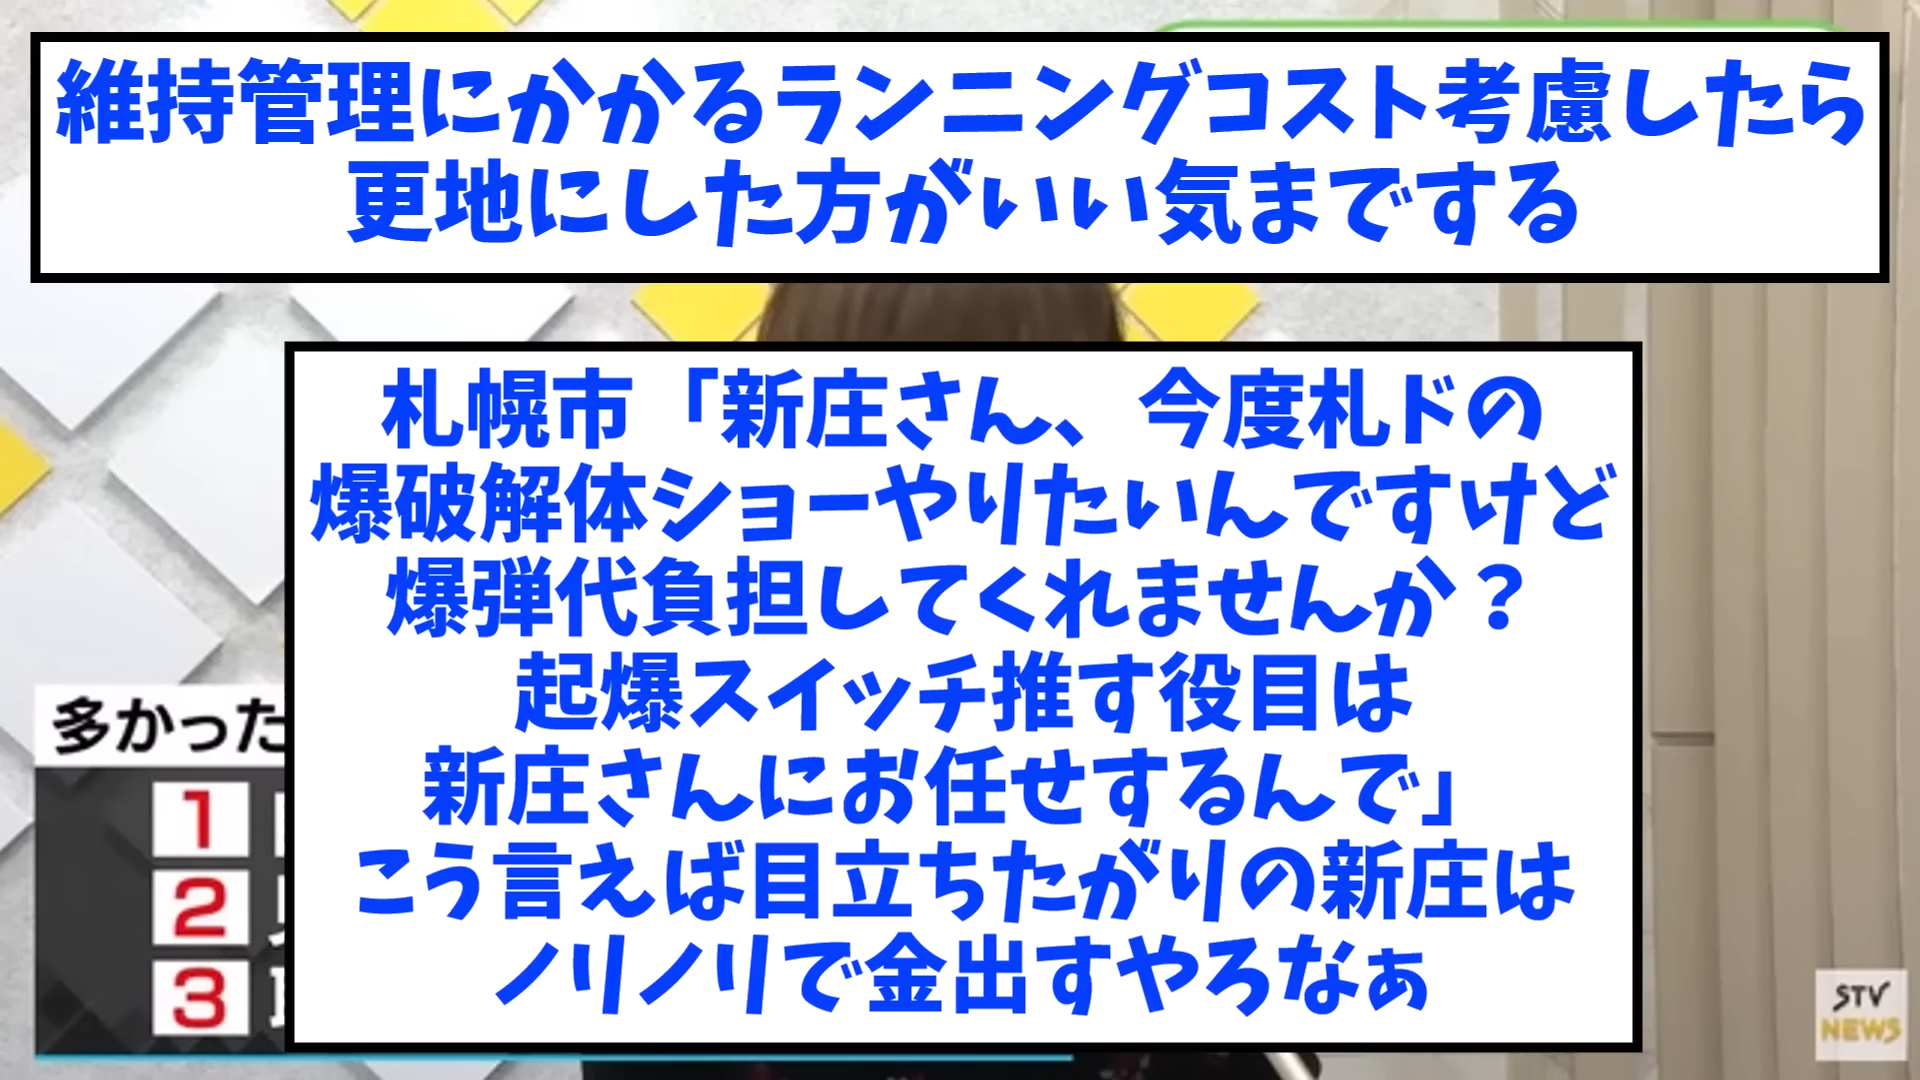 維持管理にかかるランニングコスト考慮したら
更地にした方がいい気までする
札幌市「新庄さん、今度札ドの
爆破解体ショーやりたいんですけど
爆弾代負担してくれませんか？
起爆スイッチ推す役目は
新庄さんにお任せするんで」
こう言えば目立ちたがりの新庄は
ノリノリで金出すやろなぁ
多かった
1
2
3
STV
NEWS